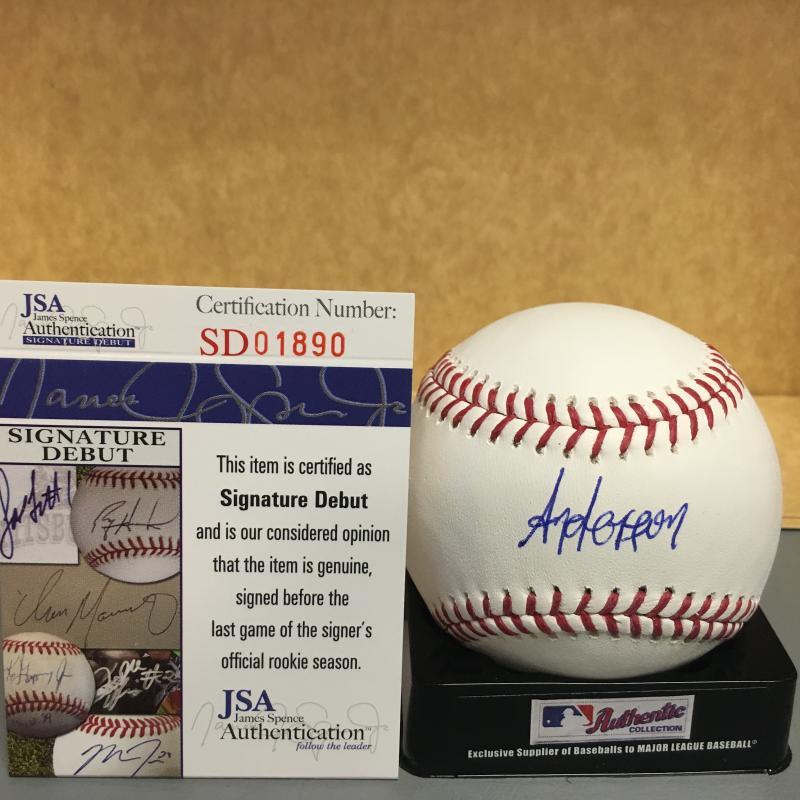 JSA
James Spence
Authentication
SIGNATURE DEBUT
Certification Number:
SD01890
SIGNATURE
DEBUT
This item is certified as
Signature Debut
and is our considered opinion
that the item is genuine,
signed before the
last game of the signer's
official rookie season.
JSA
James Spence
Authentication™
follow the leader
Anderson
Authentic
COLLECTION
Exclusive Supplier of Baseballs to MAJOR LEAGUE BASEBALL®